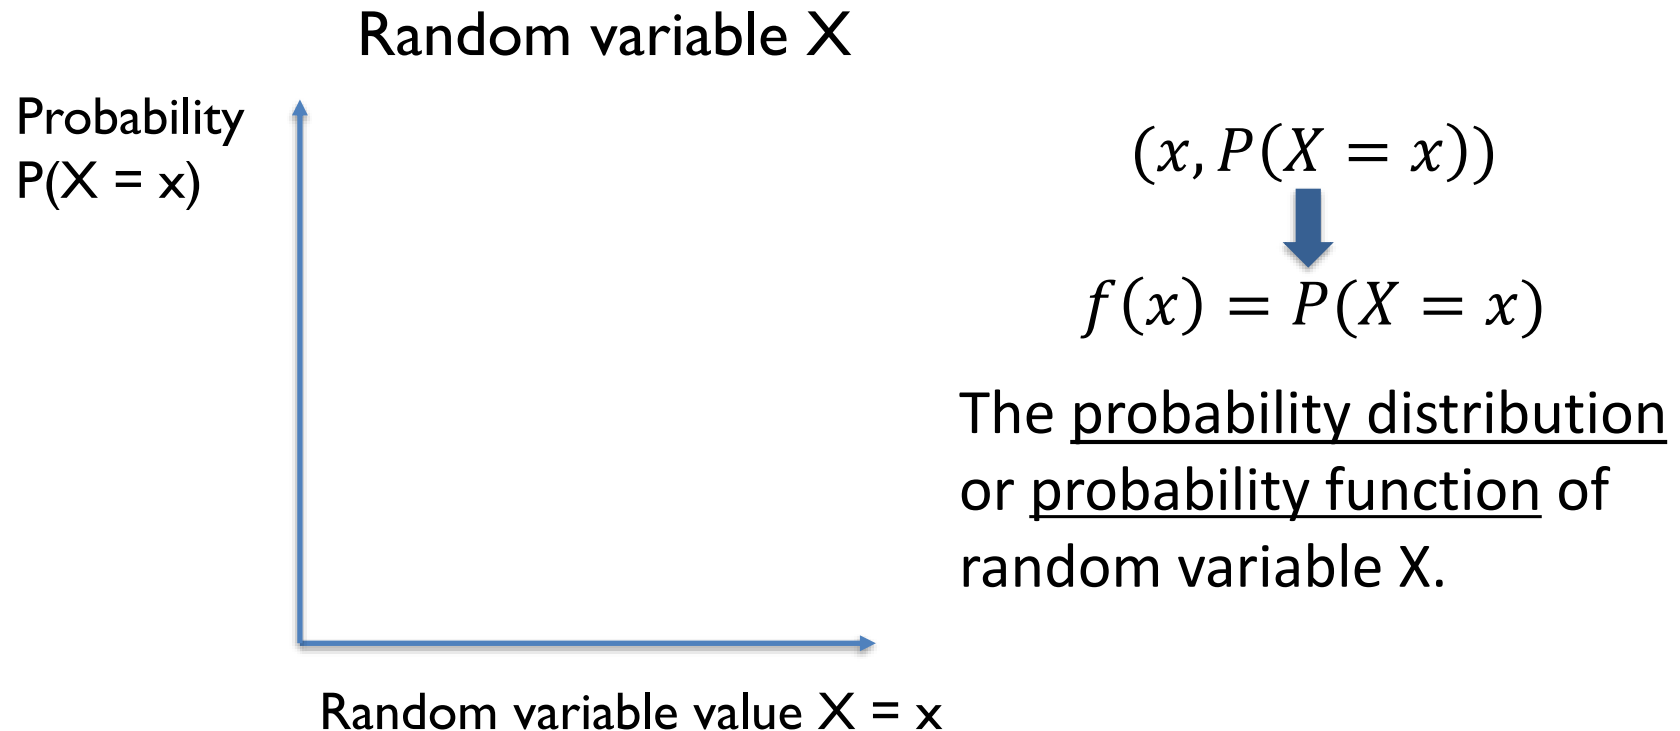 Random variable X
Probability
P(X = x)
(x, P(X = x))
f(x) = P(X = x)
The probability distribution
or probability function of
random variable X.
Random variable value X = x